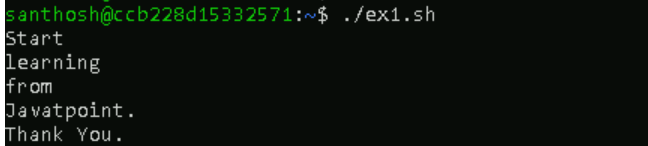 santhosh@ccb228d15332571:~$ ./ex1.sh
Start
learning
from
Javatpoint.
Thank You.